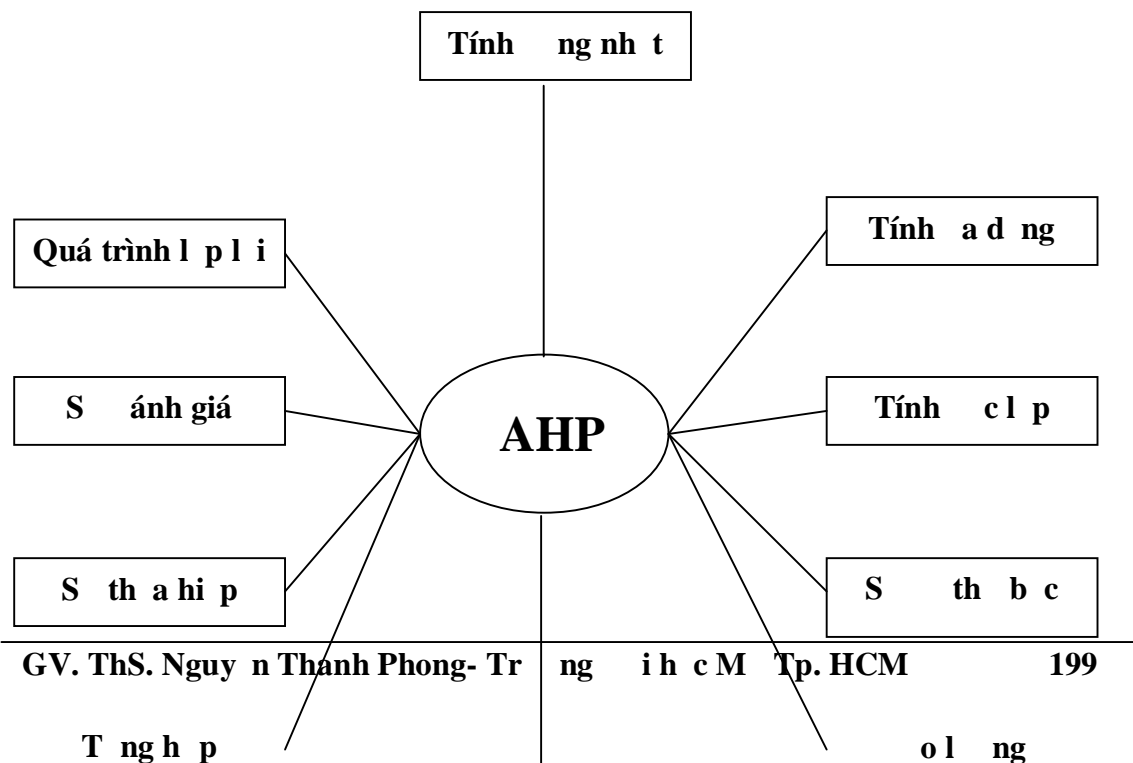 Tính ng nh t
Quá trình l p l i
Tính a d ng
S ánh giá
AHP
Tính c l p
S th a hi p
S th b c
GV. ThS. Nguy n Thanh Phong- Tr ng i h c M Tp. HCM 199
T ng h p
o l ng